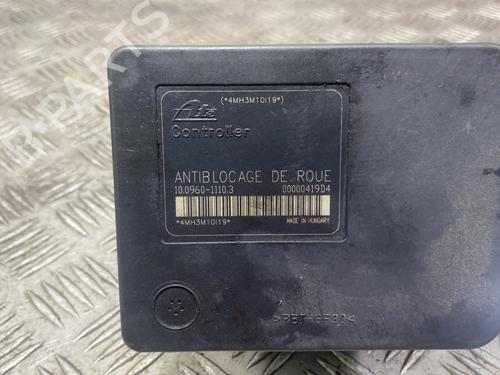 (*4MH3M10I19*)
Ate
Controller
ANTIBLOCAGE DE ROUE
10.0960-1110.3 00000419D4
*4MH3M10I19*
MADE IN HUNGARY
>PBT-GF30<